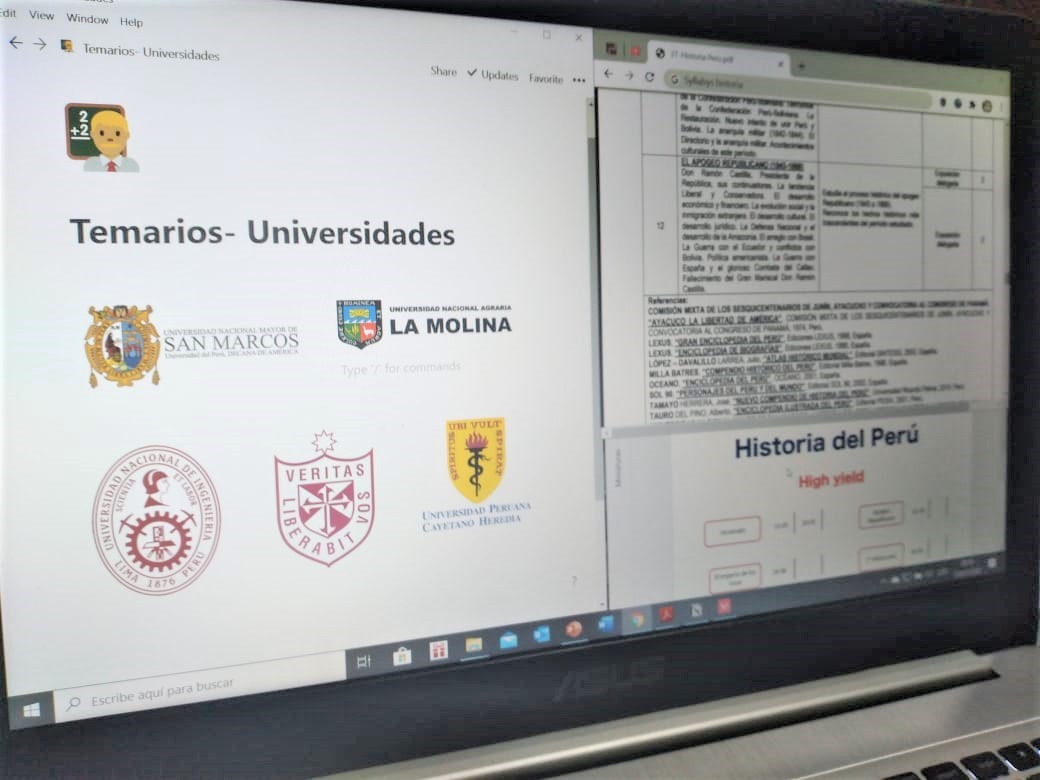 Edit View Window Help
Temarios- Universidades
Share ✓ Updates Favorite •••
2
+2
Temarios- Universidades
UNIVERSIDAD NACIONAL MAYOR DE
SAN MARCOS
Universidad del Perú, DECANA DE AMÉRICA
UNIVERSIDAD NACIONAL AGRARIA
LA MOLINA
Type '/' for commands
UNIVERSIDAD NACIONAL DE INGENIERIA
SCIENTIA ET LABOR
LIMA 1876 PERU
VERITAS
LIBERABIT
VOS
SPIRITUS UBI VULT SPIRAT
UNIVERSIDAD PERUANA
CAYETANO HEREDIA
?
Escribe aquí para buscar
Syllabus historia
de la Confederación Perú-Boliviana.
de la Confederación Perú-Boliviana. La
Restauración. Nuevo intento de unir Perú y
Bolivia. La anarquía militar (1842-1844). El
Directorio y la anarquía militar. Acontecimientos
culturales de este período.
12
EL APOGEO REPUBLICANO
Don Ramón Castilla, Presidente de la
República, sus continuadores. La tendencia
Liberal y Conservadora. El desarrollo
económico y financiero. La evolución social y la
inmigración extranjera. El desarrollo cultural. El
desarrollo jurídico. La Defensa Nacional y el
desarrollo de la Amazonía. El arreglo con Brasil.
La Guerra con el Ecuador y conflictos con
Bolivia. Política americanista. La Guerra con
España y el glorioso Combate del Callao.
Fallecimiento del Gran Mariscal Don Ramón
Castilla.
Estudia el proceso histórico del apogeo
Republicano
Reconoce los hechos históricos más
trascendentes del período estudiado.
Exposición
dialogada
Exposición
dialogada
Referencias:
COMISIÓN MIXTA DE LOS SESQUICENTENARIOS DE JUNÍN, AYACUCHO Y CONVOCATORIA AL CONGRESO DE PANAMÁ.
"AYACUCO LA LIBERTAD DE AMÉRICA". COMISIÓN MIXTA DE LOS SESQUICENTENARIOS DE JUNÍN, AYACUCHO Y
CONVOCATORIA AL CONGRESO DE PANAMÁ, 1974, Perú.
LEXUS. "GRAN ENCICLOPEDIA DEL PERÚ", Ediciones LEXUS, 1998, España.
LEXUS. "ENCICLOPEDIA DE BIOGRAFÍAS", Ediciones LEXUS, España.
LÓPEZ – DAVALILLO LARREA, Julio, "ATLAS HISTÓRICO MUNDIAL", Editorial SINTESIS, España.
MILLA BATRES. "COMPENDIO HISTÓRICO DEL PERÚ", Editorial Milla Batres, España.
OCEANO. "ENCICLOPEDIA DEL PERÚ", OCEANO, España.
SOL 90. "PERSONAJES DEL PERÚ Y DEL MUNDO", Editorial SOL 90, España.
TAMAYO HERRERA, José. "NUEVO COMPENDIO DE HISTORIA DEL PERÚ", Perú.
TAURO DEL PINO, Alberto. "ENCICLOPEDIA ILUSTRADA DEL PERÚ", Editorial PEISA, 2001, Perú.
Miniaturas
Historia del Perú
High yield
ASUS